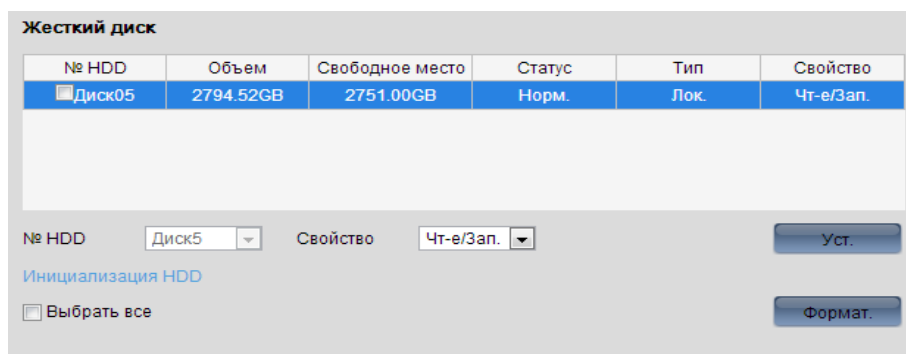 Жесткий диск
№ HDD Объем Свободное место Статус Тип Свойство
Диск05 2794.52GB 2751.00GB Норм. Лок. Чт-е/Зап.
№ HDD Диск5 Свойство Чт-е/Зап. Уст.
Инициализация HDD
Выбрать все Формат.